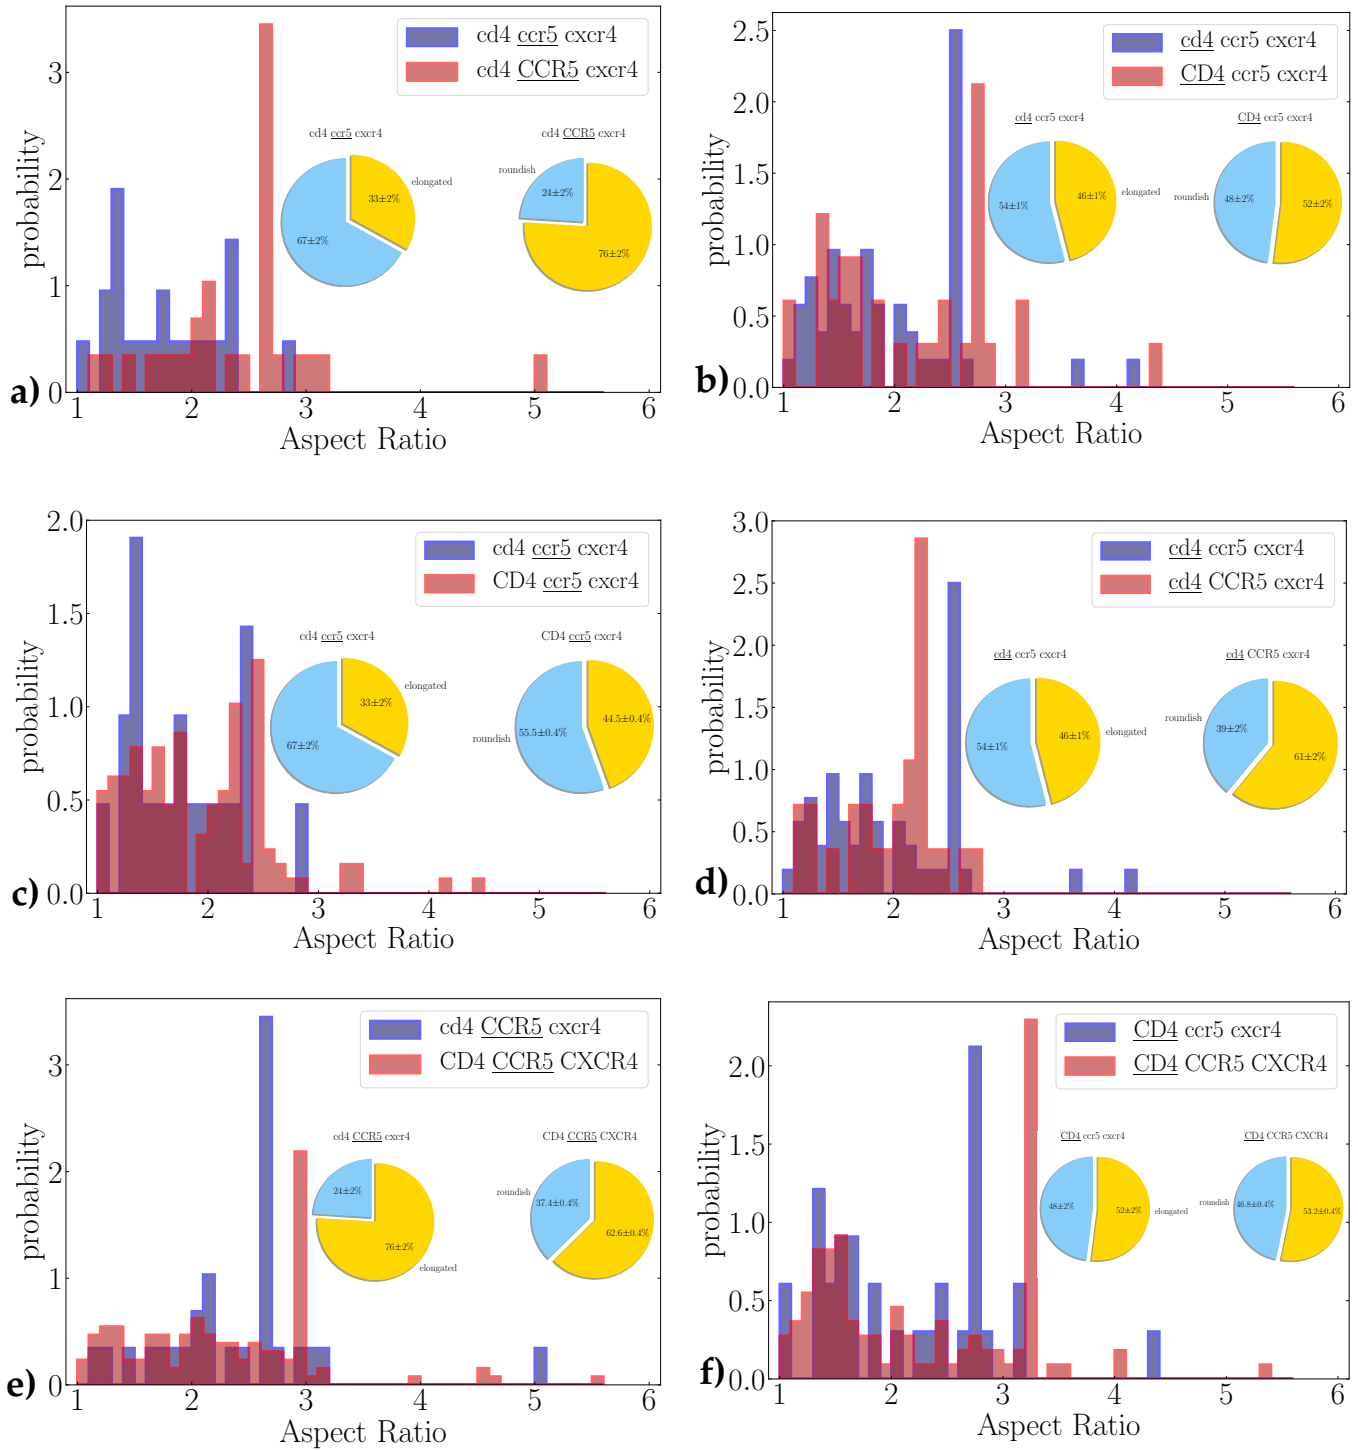 cd4 ccr5 cxcr4
cd4 CCR5 cxcr4
cd4 ccr5 cxcr4
cd4 CCR5 cxcr4
elongated
roundish
33±2%
67±2%
24±2%
76±2%
probability
3
2
1
0
1 2 3 4 5 6
Aspect Ratio
a)
cd4 ccr5 cxcr4
CD4 ccr5 cxcr4
cd4 ccr5 cxcr4
CD4 ccr5 cxcr4
46±1%
54±1%
elongated
roundish
48±2%
52±2%
probability
2.5
2.0
1.5
1.0
0.5
0.0
1 2 3 4 5 6
Aspect Ratio
b)
cd4 ccr5 cxcr4
CD4 ccr5 cxcr4
cd4 ccr5 cxcr4
CD4 ccr5 cxcr4
elongated
33±2%
67±2%
roundish
55.5±0.4%
44.5±0.4%
probability
2.0
1.5
1.0
0.5
0.0
1 2 3 4 5 6
Aspect Ratio
c)
cd4 ccr5 cxcr4
cd4 CCR5 cxcr4
cd4 ccr5 cxcr4
cd4 CCR5 cxcr4
54±1%
46±1%
elongated
roundish
39±2%
61±2%
probability
3.0
2.5
2.0
1.5
1.0
0.5
0.0
1 2 3 4 5 6
Aspect Ratio
d)
cd4 CCR5 cxcr4
CD4 CCR5 CXCR4
cd4 CCR5 cxcr4
CD4 CCR5 CXCR4
24±2%
76±2%
elongated
roundish
37.4±0.4%
62.6±0.4%
probability
3
2
1
0
1 2 3 4 5 6
Aspect Ratio
e)
CD4 ccr5 cxcr4
CD4 CCR5 CXCR4
CD4 ccr5 cxcr4
CD4 CCR5 CXCR4
48±2%
52±2%
elongated
roundish
46.8±0.4%
53.2±0.4%
probability
2.0
1.5
1.0
0.5
0.0
1 2 3 4 5 6
Aspect Ratio
f)